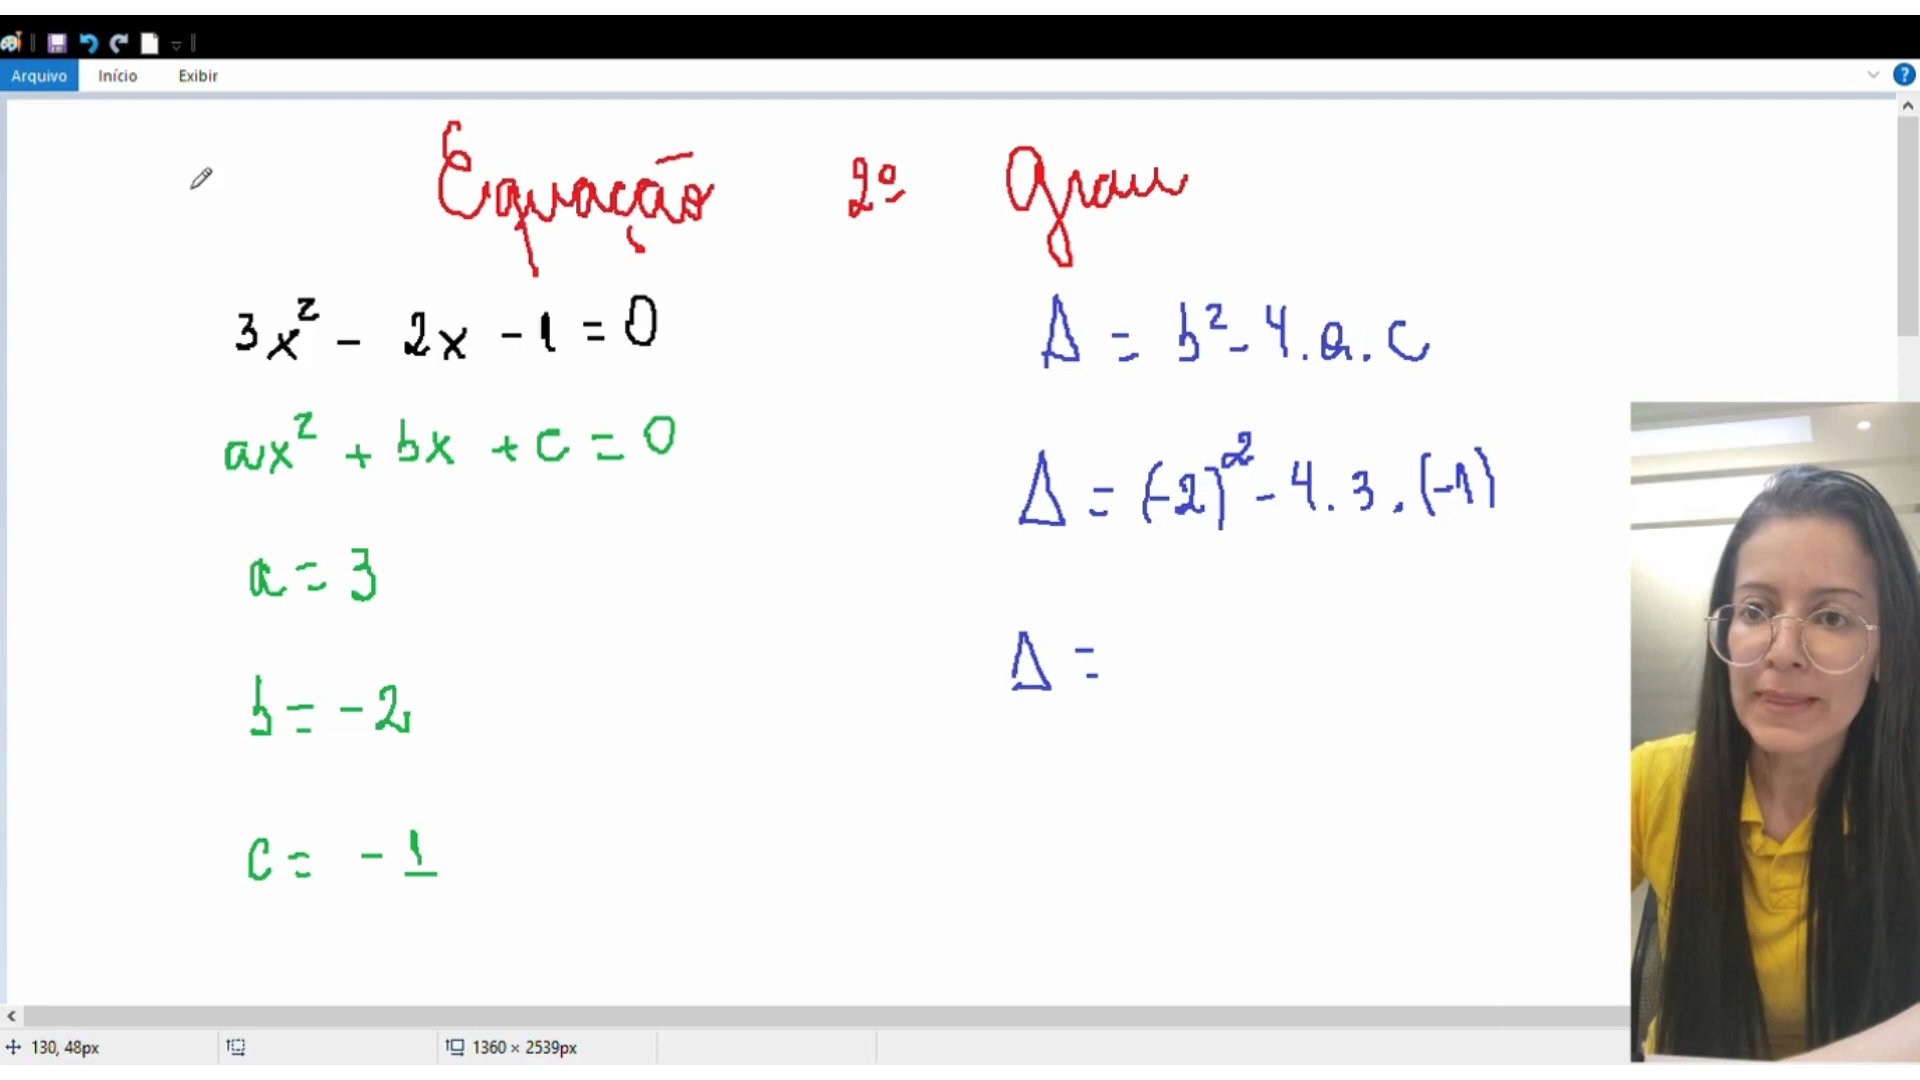 Arquivo Início Exibir
Equação 2º Grau
3x² - 2x - 1 = 0
ax² + bx + c = 0
a = 3
b = -2
c = -1
Δ = b² - 4.a.c
Δ = (-2)² - 4.3.(-1)
Δ =
130, 48px
1360 × 2539px